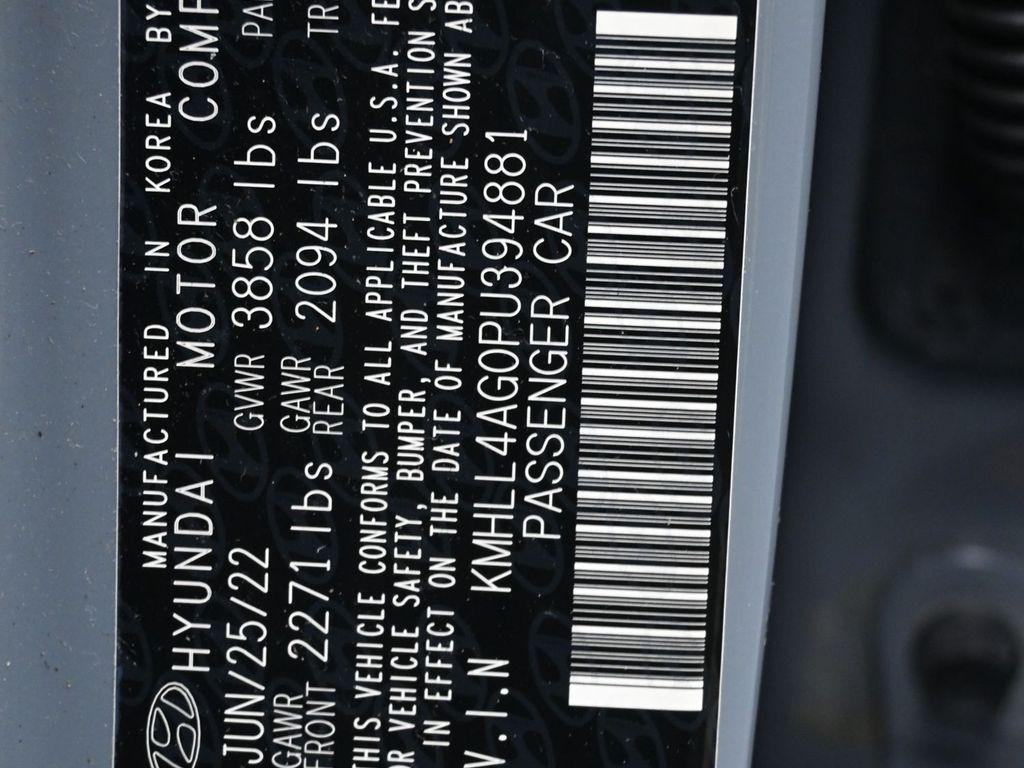 MANUFACTURED IN KOREA BY
HYUNDAI MOTOR COMP
JUN/25/22 GVWR 3858 lbs PA
GAWR FRONT 2271 lbs GAWR REAR 2094 lbs TR
THIS VEHICLE CONFORMS TO ALL APPLICABLE U.S.A. FE
OR VEHICLE SAFETY, BUMPER, AND THEFT PREVENTION S
IN EFFECT ON THE DATE OF MANUFACTURE SHOWN AB
V.I.N KMHLL4AG0PU394881
PASSENGER CAR